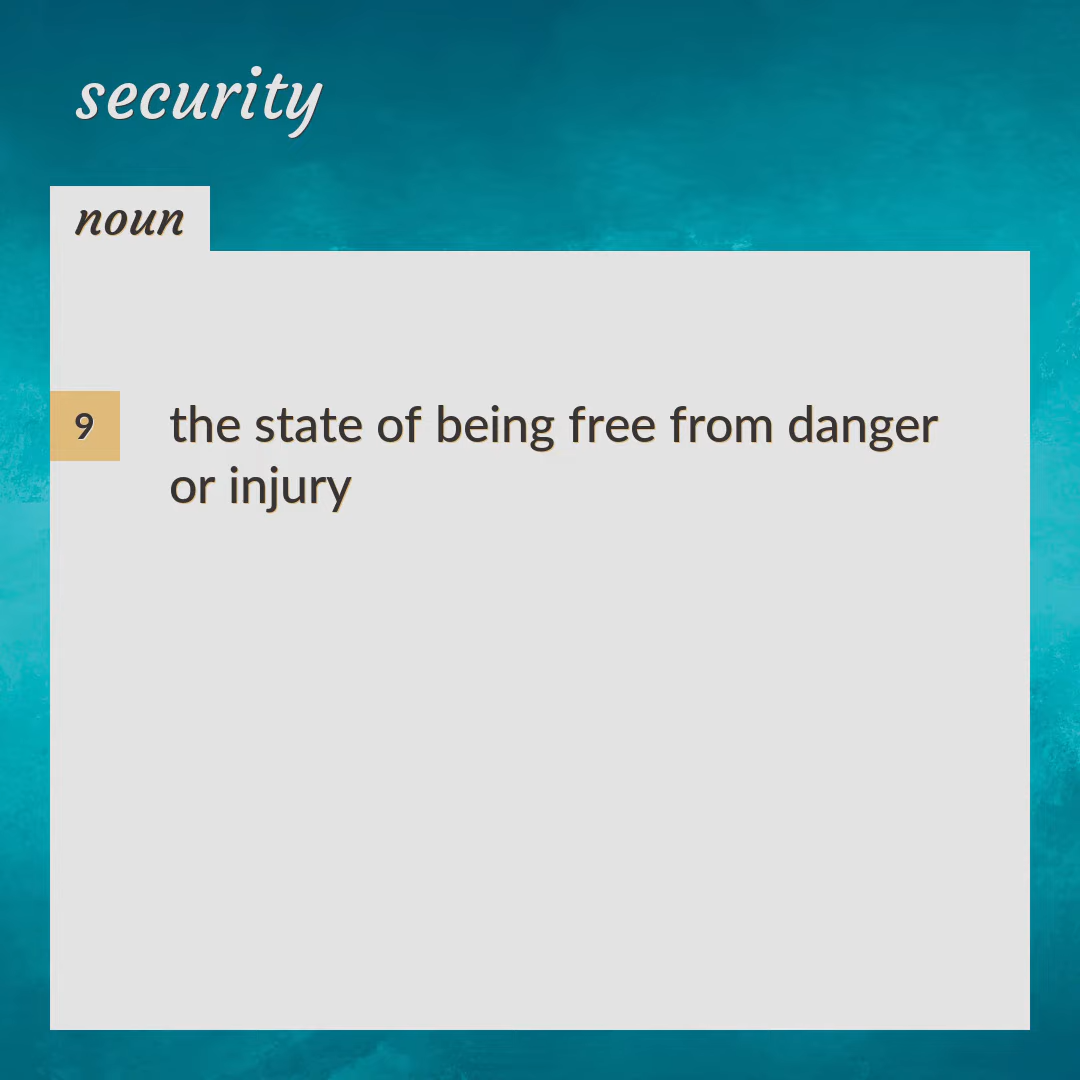 security
noun
9
the state of being free from danger
or injury